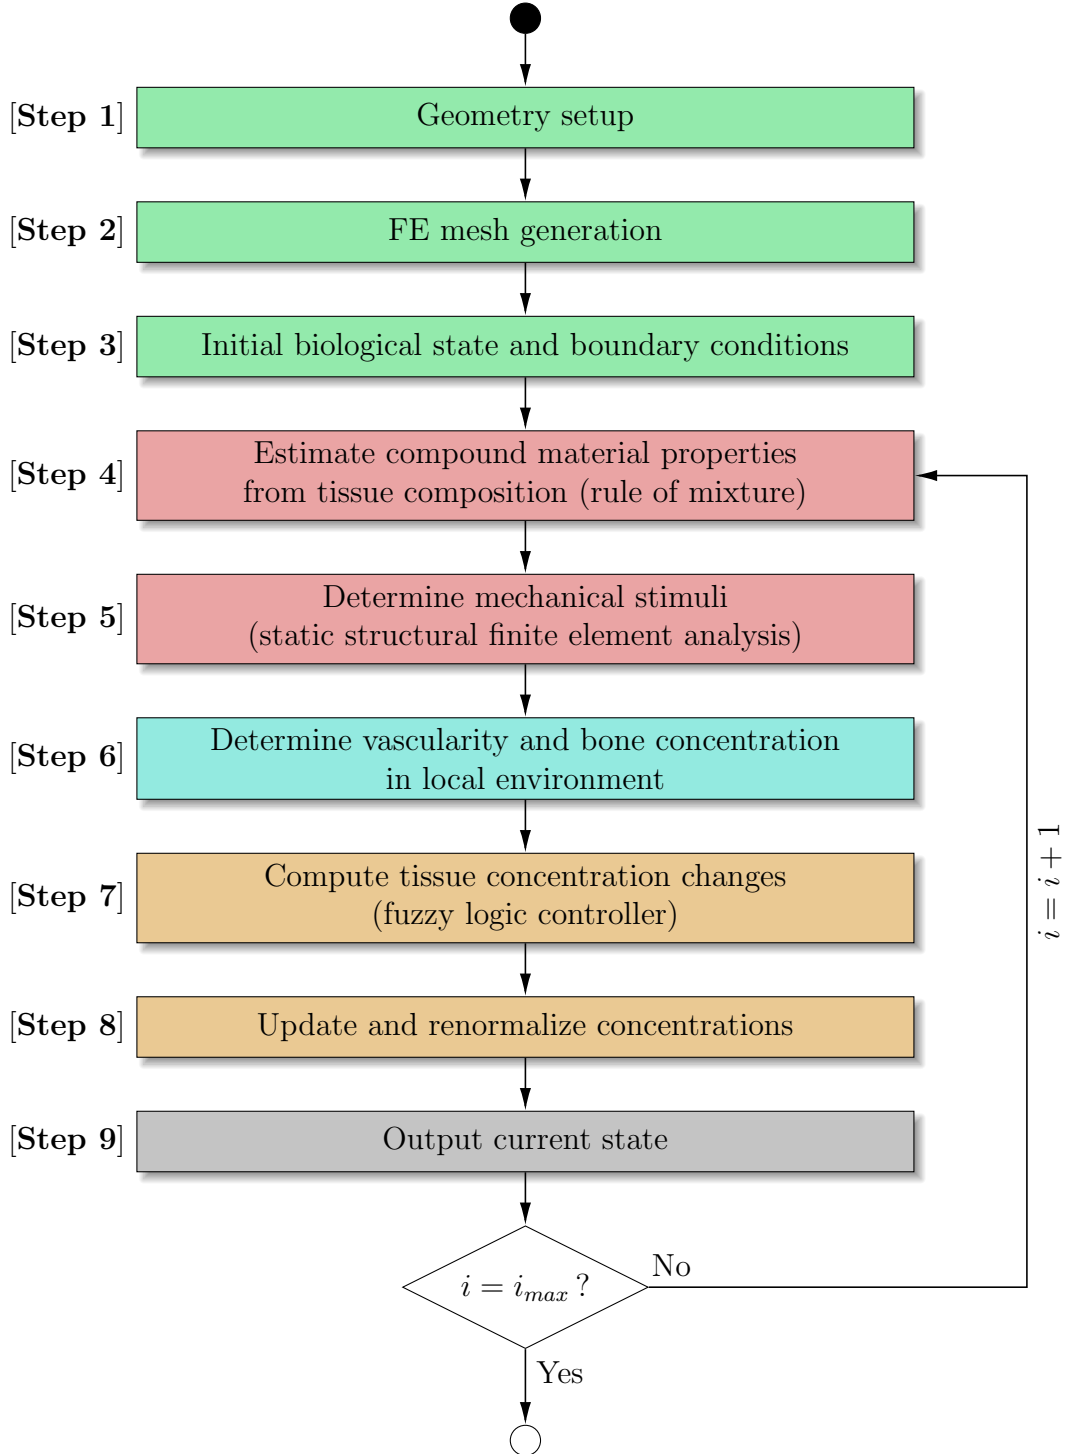 [Step 1] Geometry setup
[Step 2] FE mesh generation
[Step 3] Initial biological state and boundary conditions
[Step 4] Estimate compound material properties
from tissue composition (rule of mixture)
[Step 5] Determine mechanical stimuli
(static structural finite element analysis)
[Step 6] Determine vascularity and bone concentration
in local environment
[Step 7] Compute tissue concentration changes
(fuzzy logic controller)
[Step 8] Update and renormalize concentrations
[Step 9] Output current state
i = i_{max} ?
No
Yes
i = i + 1